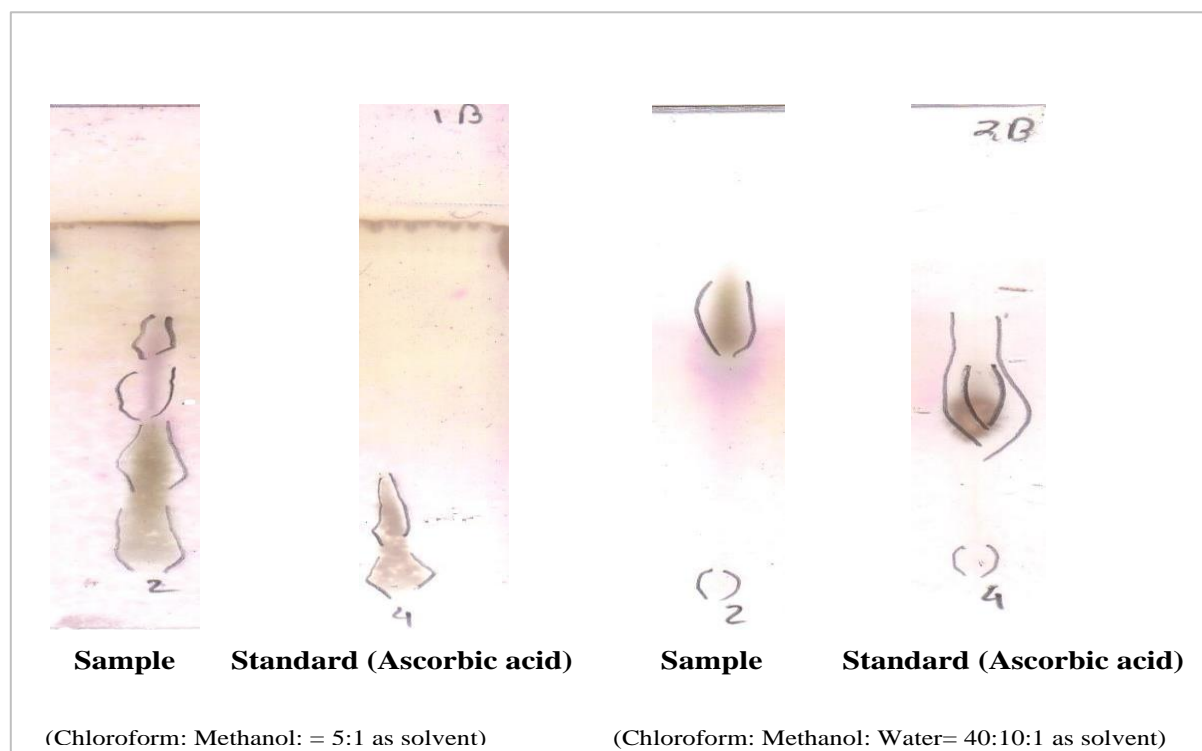 1B
2B
2
4
2
4
Sample Standard (Ascorbic acid) Sample Standard (Ascorbic acid)
(Chloroform: Methanol: = 5:1 as solvent) (Chloroform: Methanol: Water= 40:10:1 as solvent)